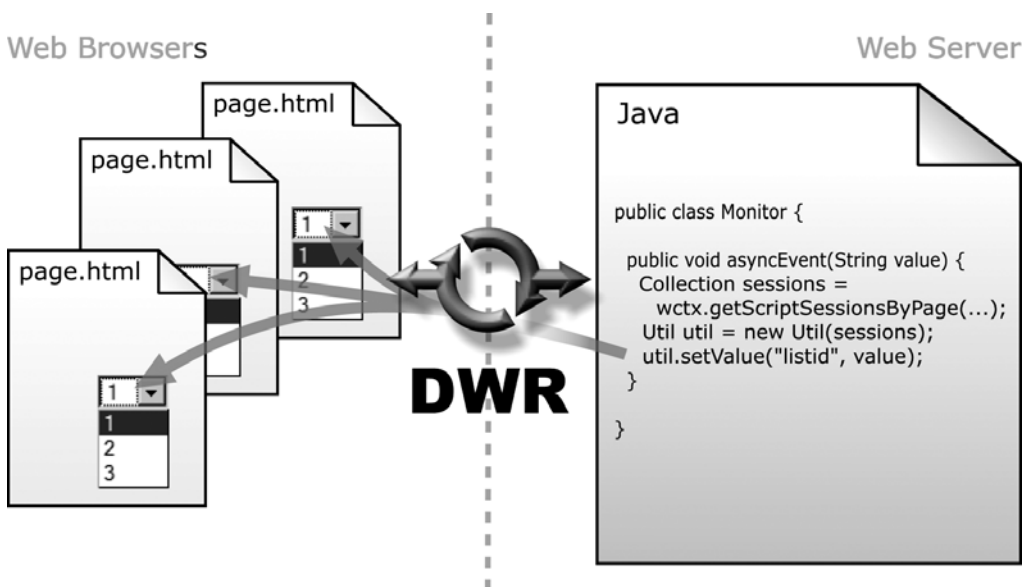 Web Browsers
Web Server
page.html
1
1
2
3
page.html
page.html
1
1
2
3
DWR
Java
public class Monitor {
public void asyncEvent(String value) {
Collection sessions =
wctx.getScriptSessionsByPage(...);
Util util = new Util(sessions);
util.setValue("listid", value);
}
}